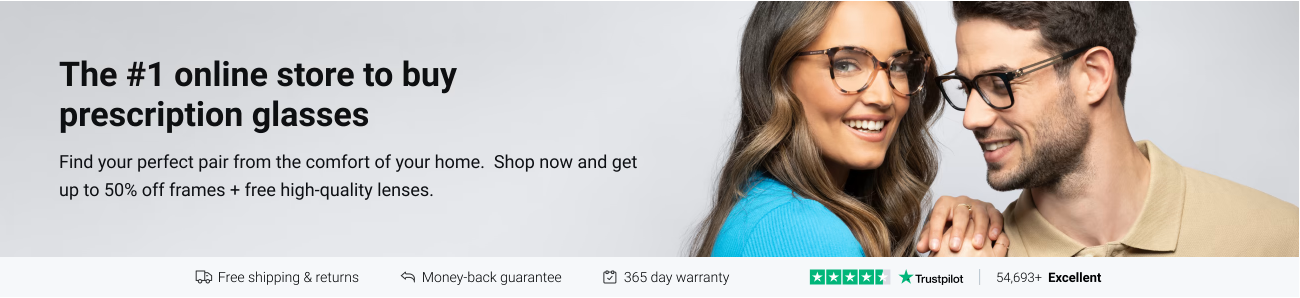 The #1 online store to buy
prescription glasses
Find your perfect pair from the comfort of your home.  Shop now and get
up to 50% off frames + free high-quality lenses.
Free shipping & returns
Money-back guarantee
365 day warranty
Trustpilot
54,693+ Excellent